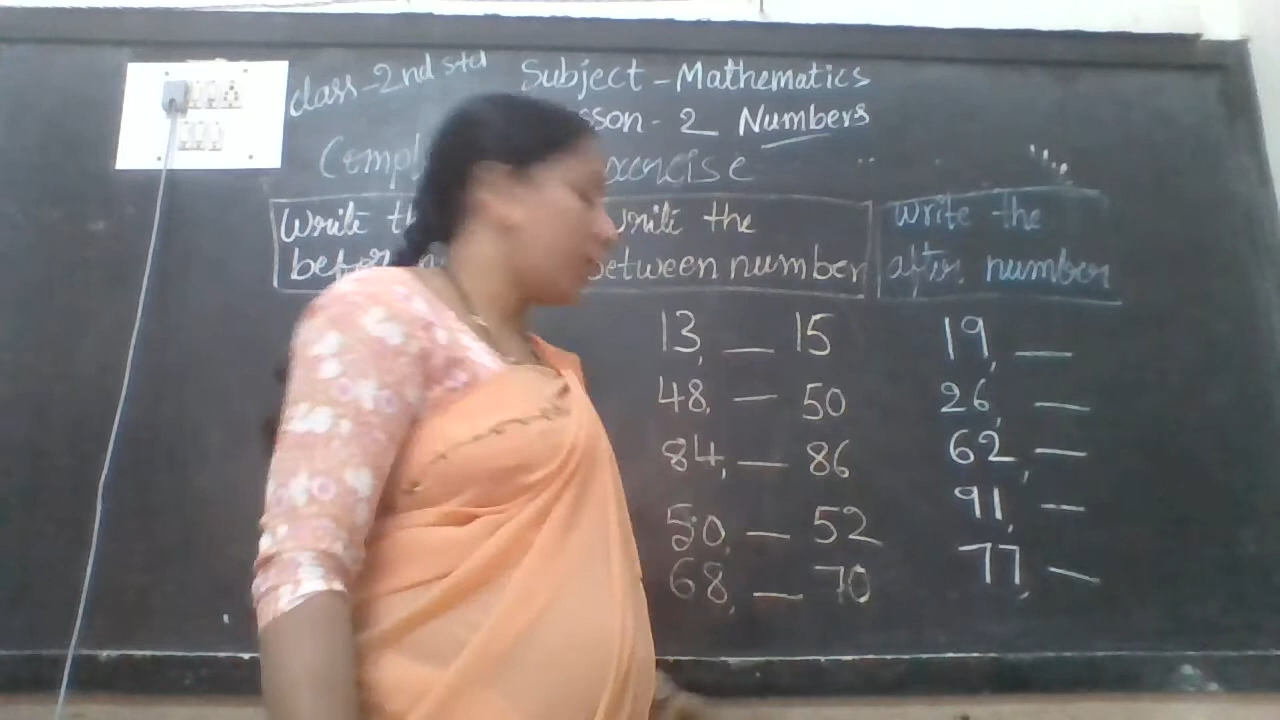 class-2nd std
Subject - Mathematics
2 Numbers
Write
write the
between number
write the
after number
13, __ 15
48, __ 50
84, __ 86
50, __ 52
68, __ 70
19, __
26, __
62, __
91, __
77, __